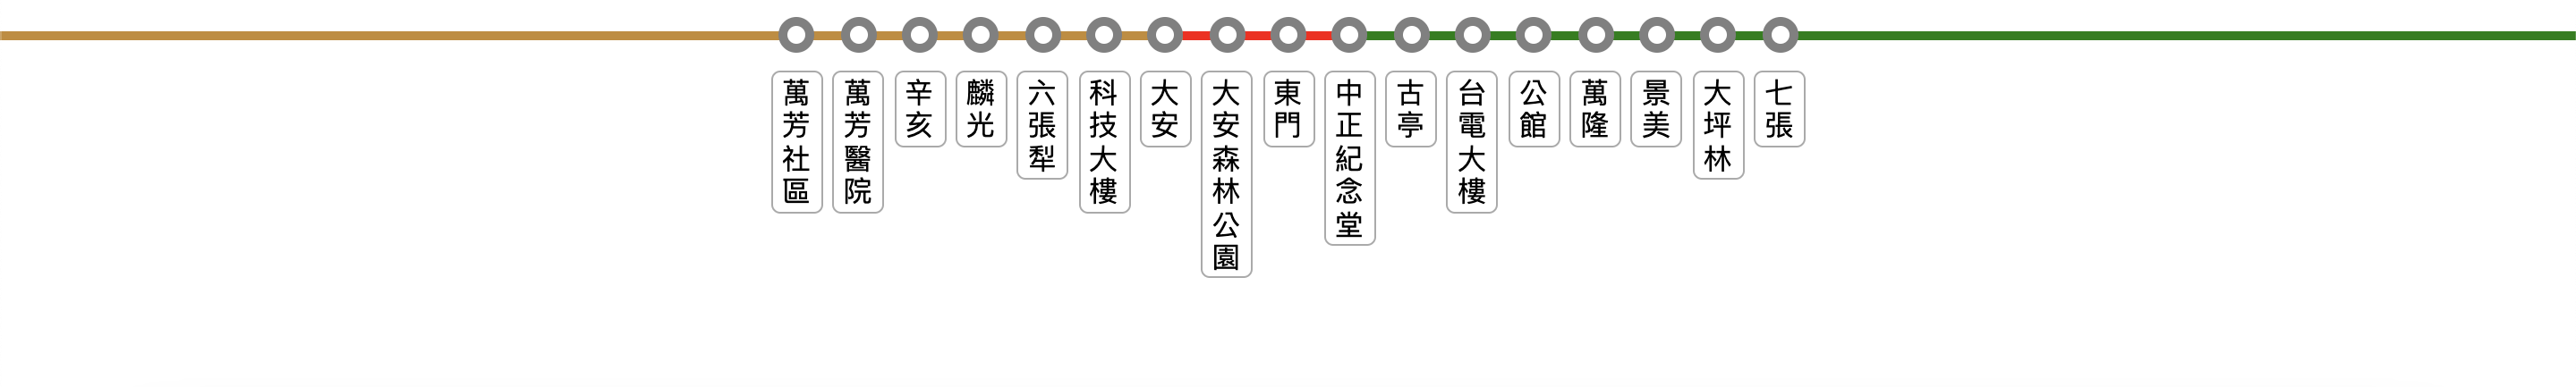 萬芳社區
萬芳醫院
辛亥
麟光
六張犁
科技大樓
大安
大安森林公園
東門
中正紀念堂
古亭
台電大樓
公館
萬隆
景美
大坪林
七張